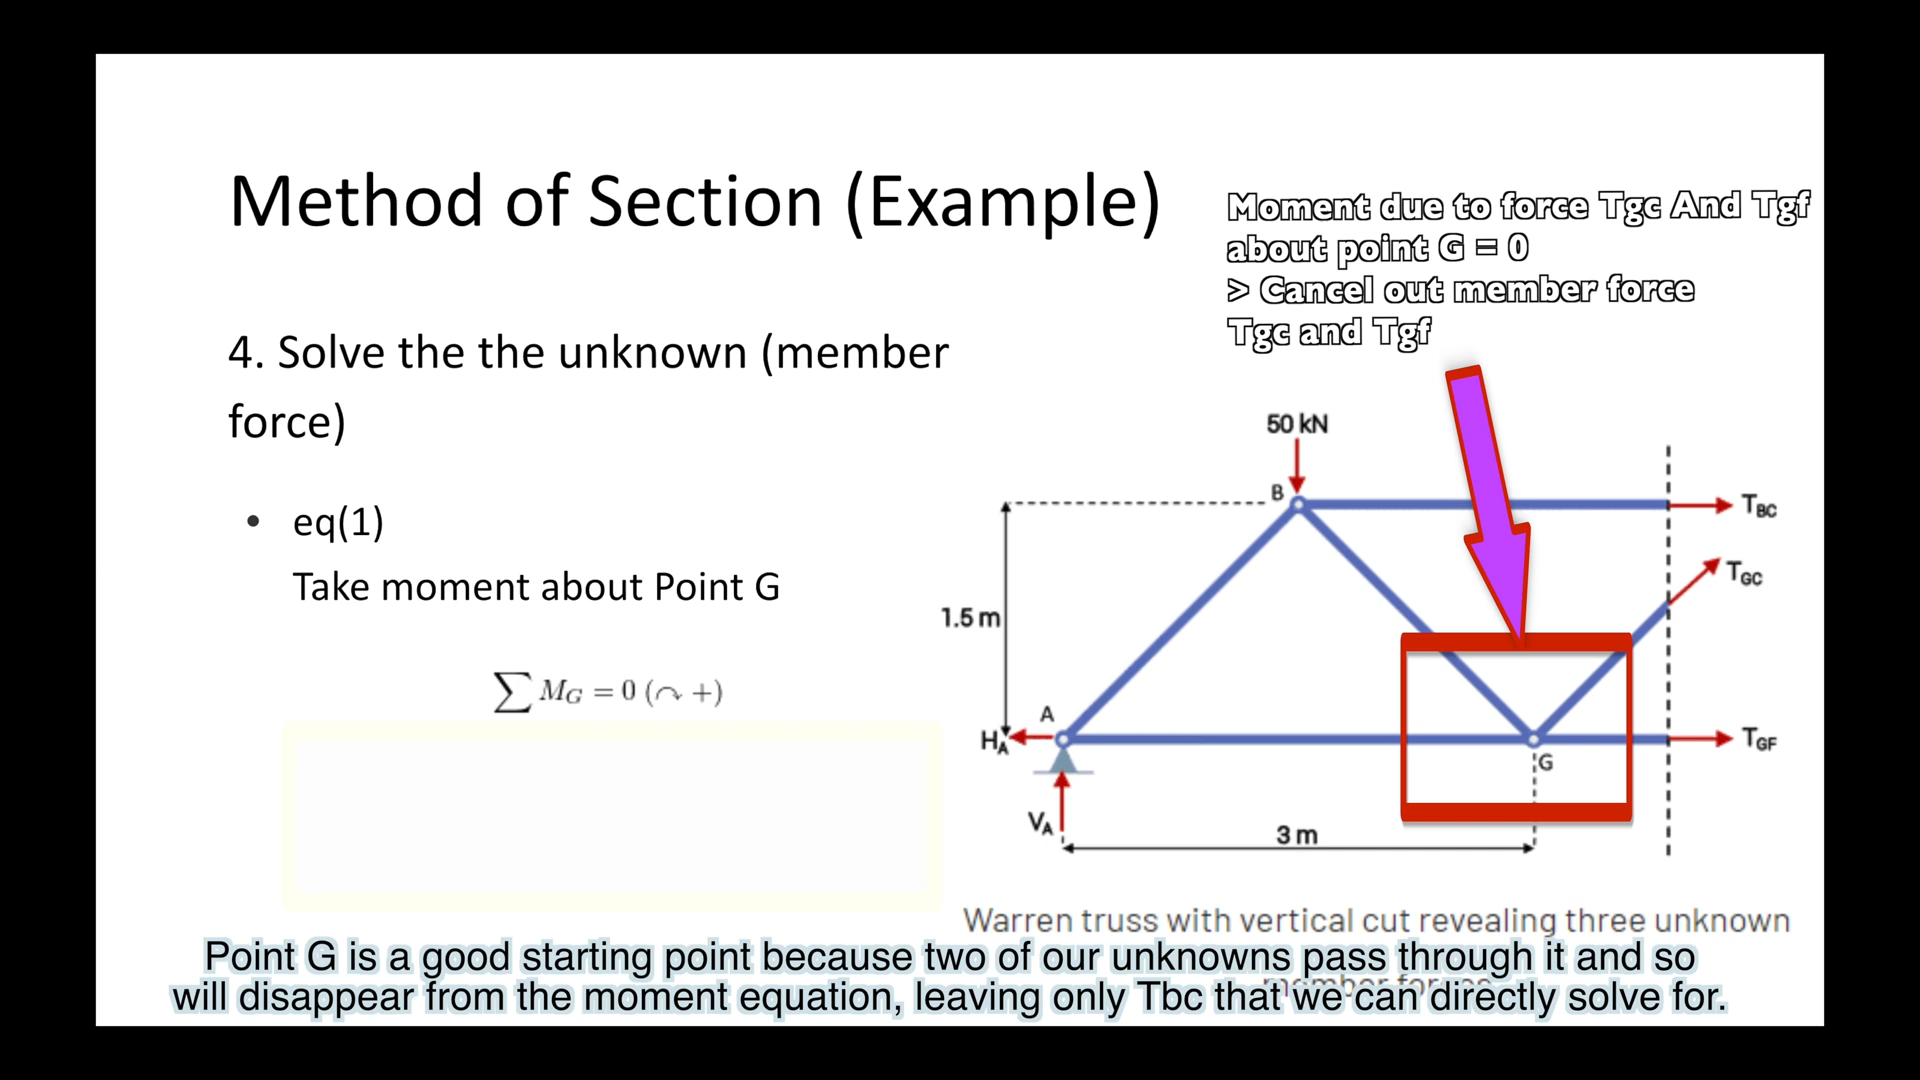 Method of Section (Example)
Moment due to force Tgc And Tgf
about point G = 0
> Cancel out member force
Tgc and Tgf
4. Solve the the unknown (member
force)
• eq(1)
Take moment about Point G
∑ M_G = 0 (↷ +)
50 kN
B
T_BC
T_GC
1.5 m
A
H_A
T_GF
G
V_A
3 m
Warren truss with vertical cut revealing three unknown
member forces
Point G is a good starting point because two of our unknowns pass through it and so
will disappear from the moment equation, leaving only Tbc that we can directly solve for.